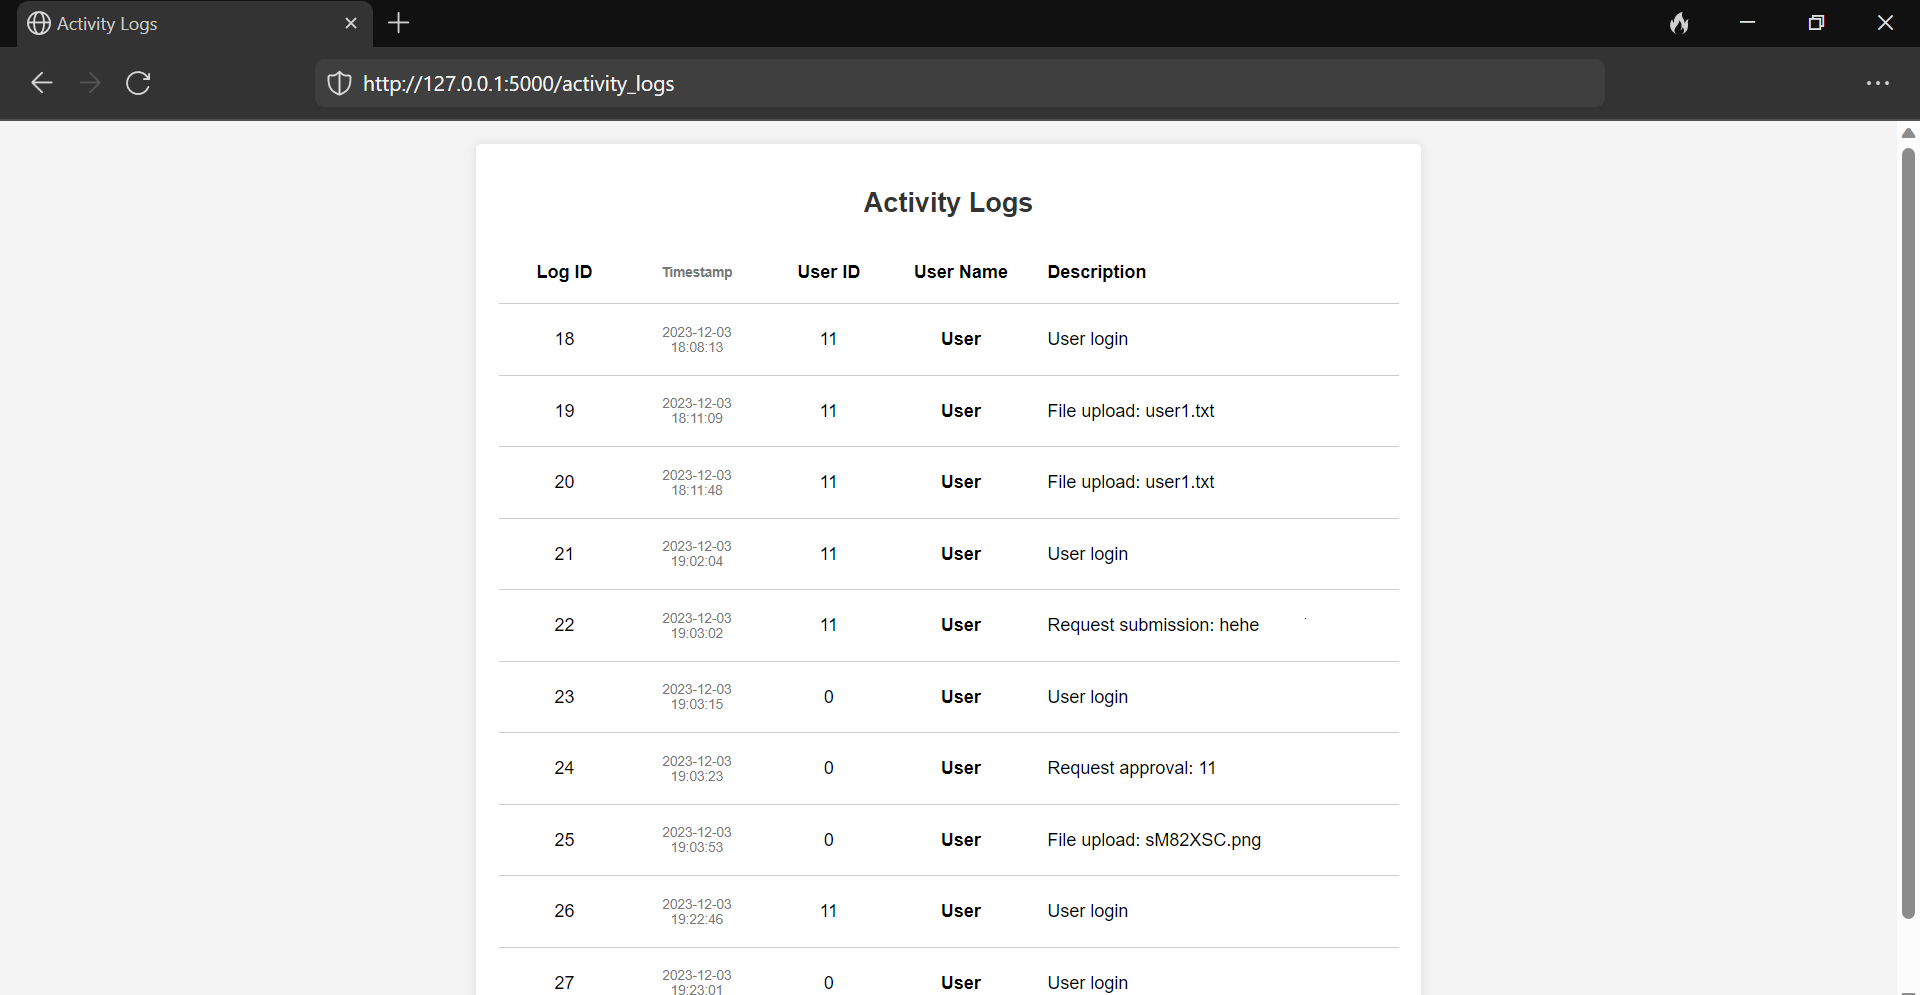 Activity Logs
http://127.0.0.1:5000/activity_logs
Activity Logs
Log ID Timestamp User ID User Name Description
18 2023-12-03 18:08:13 11 User User login
19 2023-12-03 18:11:09 11 User File upload: user1.txt
20 2023-12-03 18:11:48 11 User File upload: user1.txt
21 2023-12-03 19:02:04 11 User User login
22 2023-12-03 19:03:02 11 User Request submission: hehe
23 2023-12-03 19:03:15 0 User User login
24 2023-12-03 19:03:23 0 User Request approval: 11
25 2023-12-03 19:03:53 0 User File upload: sM82XSC.png
26 2023-12-03 19:22:46 11 User User login
27 2023-12-03 19:23:01 0 User User login